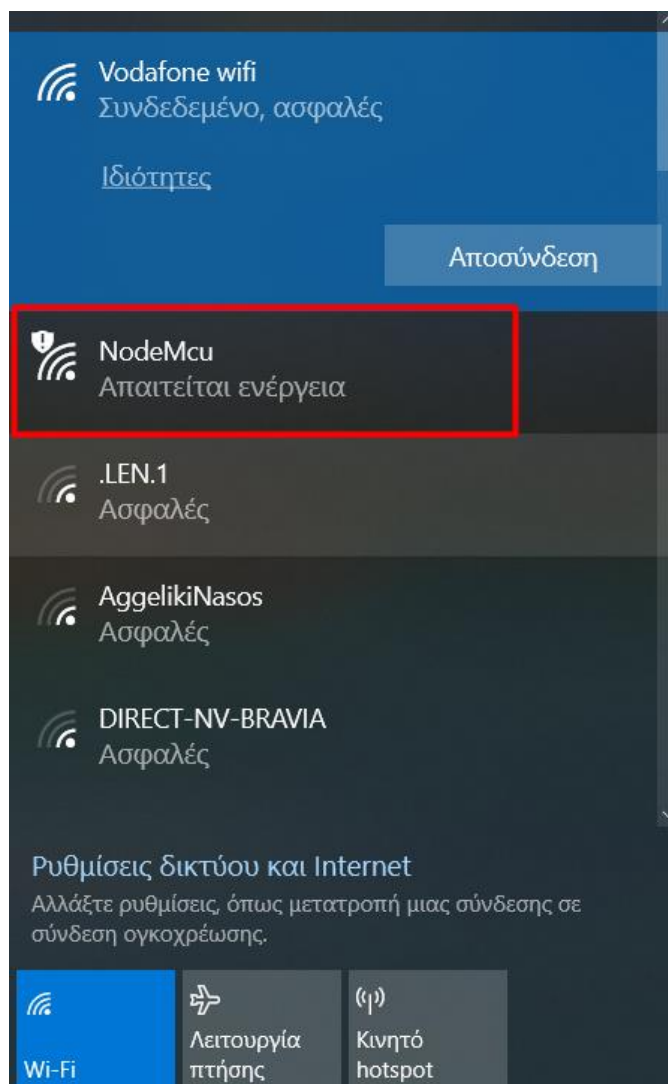 Vodafone wifi
Συνδεδεμένο, ασφαλές
Ιδιότητες
Αποσύνδεση
NodeMcu
Απαιτείται ενέργεια
.LEN.1
Ασφαλές
AggelikiNasos
Ασφαλές
DIRECT-NV-BRAVIA
Ασφαλές
Ρυθμίσεις δικτύου και Internet
Αλλάξτε ρυθμίσεις, όπως μετατροπή μιας σύνδεσης σε
σύνδεση ογκοχρέωσης.
Wi-Fi
Λειτουργία
πτήσης
Κινητό
hotspot